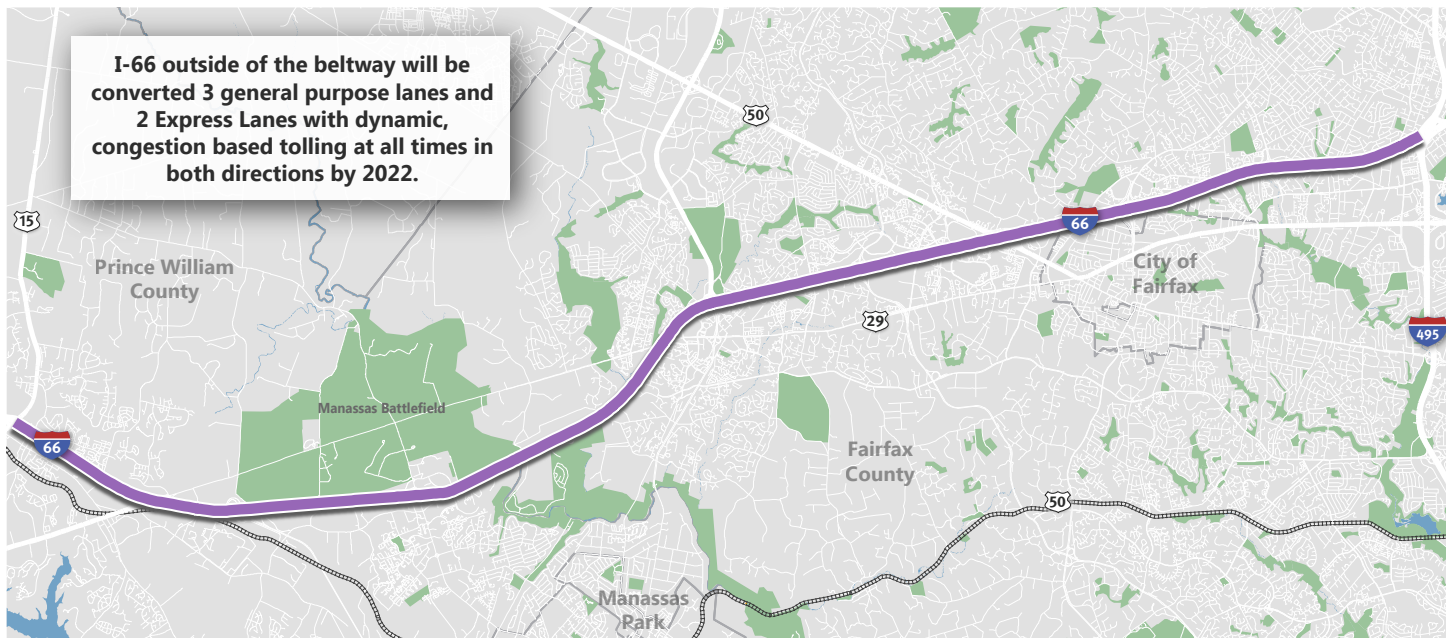 I-66 outside of the beltway will be
converted 3 general purpose lanes and
2 Express Lanes with dynamic,
congestion based tolling at all times in
both directions by 2022.
50
15
66
Prince William
County
City of
Fairfax
29
495
Manassas Battlefield
66
Fairfax
County
50
Manassas
Park